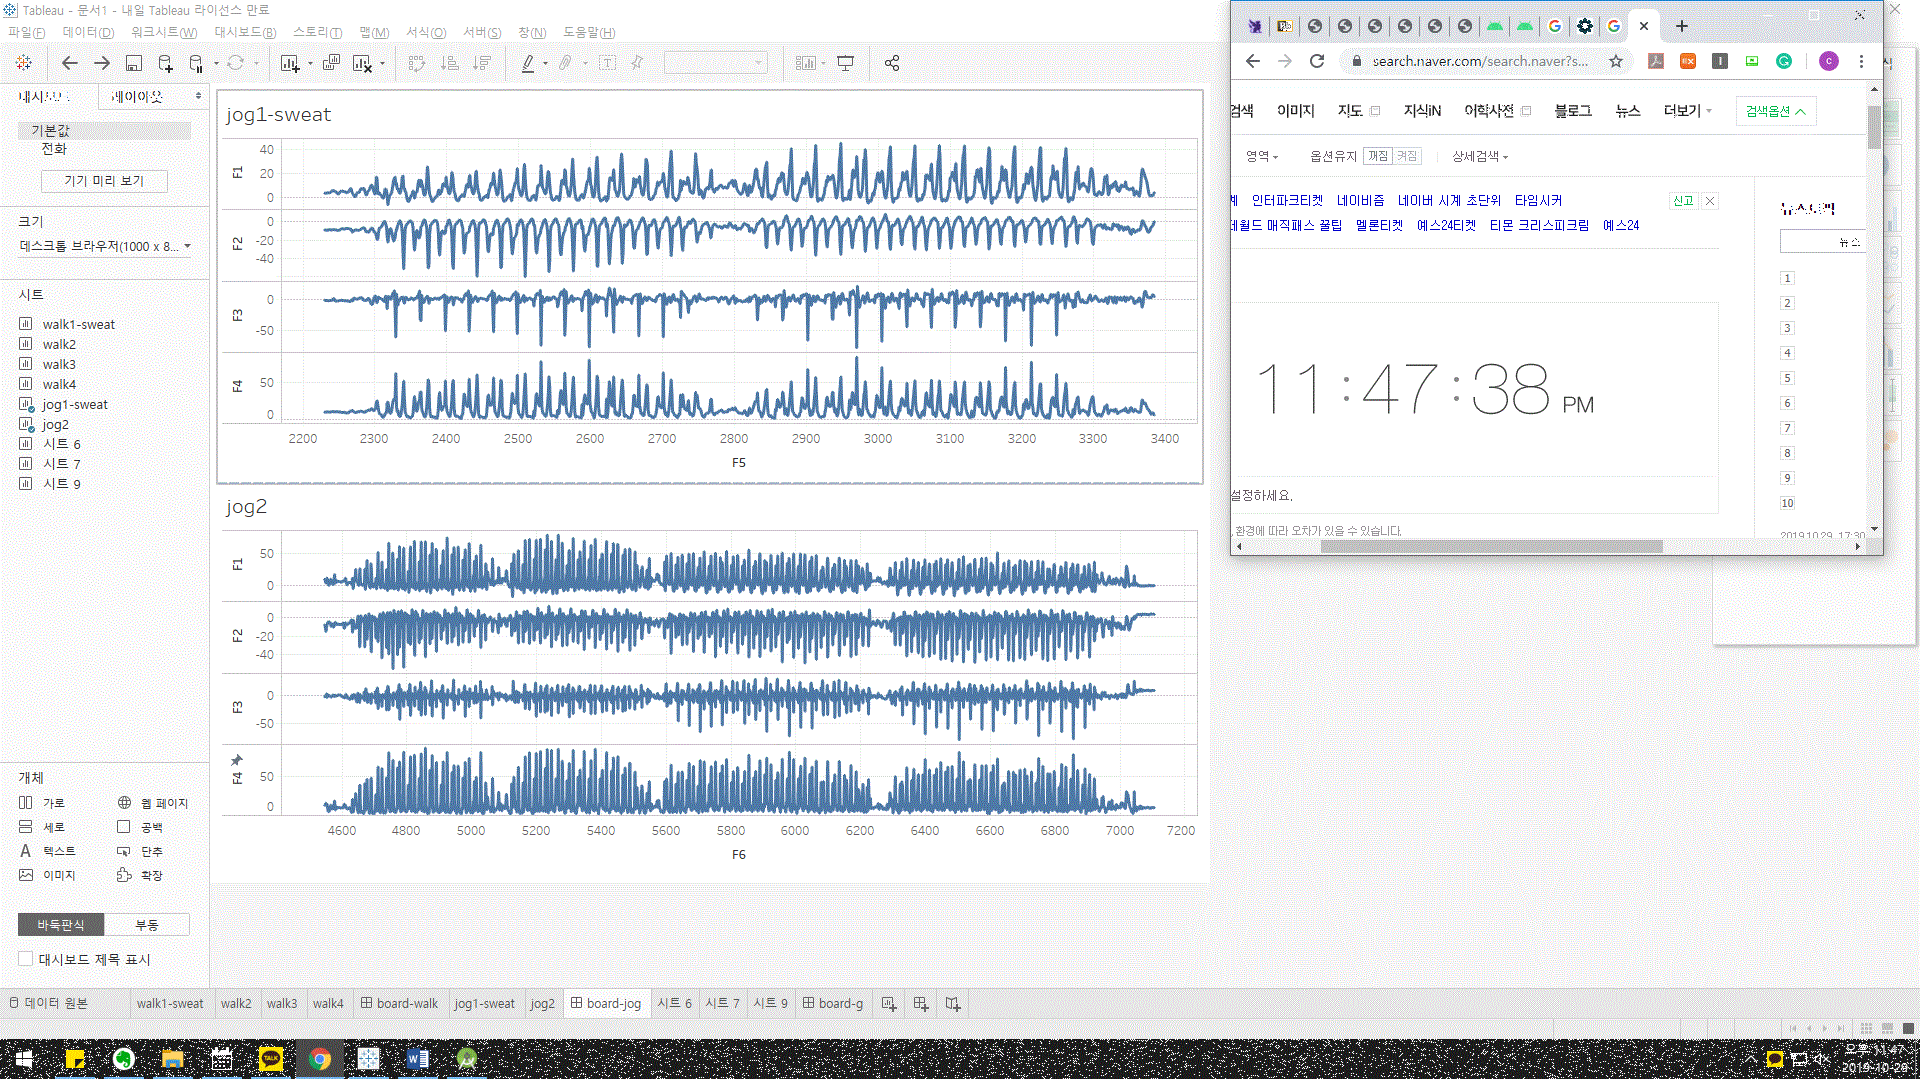 Tableau - 문서1 - 내일 Tableau 라이선스 만료
파일(F) 데이터(D) 워크시트(W) 대시보드(B) 스토리(T) 맵(M) 서식(O) 서버(S) 창(N) 도움말(H)
대시보드 레이아웃
기본값
전화
기기 미리 보기
크기
데스크톱 브라우저(1000 x 8...
시트
walk1-sweat
walk2
walk3
walk4
jog1-sweat
jog2
시트 6
시트 7
시트 9
개체
가로 웹 페이지
세로 공백
텍스트 단추
이미지 확장
바둑판식 부동
대시보드 제목 표시
jog1-sweat
F1
40
20
0
F2
0
-20
-40
F3
0
-50
F4
50
0
2200 2300 2400 2500 2600 2700 2800 2900 3000 3100 3200 3300 3400
F5
jog2
F1
50
0
F2
0
-20
-40
F3
0
-50
F4
50
0
4600 4800 5000 5200 5400 5600 5800 6000 6200 6400 6600 6800 7000 7200
F6
search.naver.com/search.naver?s...
검색 이미지 지도 지식iN 어학사전 블로그 뉴스 더보기 검색옵션
영역 옵션유지 꺼짐 켜짐 상세검색
계 인터파크티켓 네이비즘 네이버 시계 초단위 타임시커 신고
데월드 매직패스 꿀팁 멜론티켓 예스24티켓 티몬 크리스피크림 예스24
뉴스
1
2
3
4
5
6
7
8
9
10
2019.10.29. 17:30
11:47:38 PM
설정하세요.
환경에 따라 오차가 있을 수 있습니다.
데이터 원본 walk1-sweat walk2 walk3 walk4 board-walk jog1-sweat jog2 board-jog 시트 6 시트 7 시트 9 board-g
오후 11:47
2019-10-29